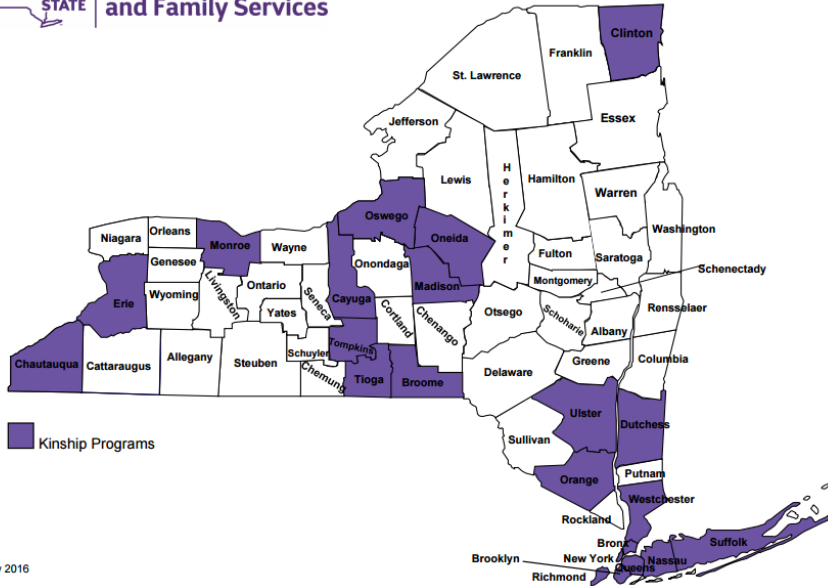 STATE
and Family Services
Clinton
Franklin
St. Lawrence
Essex
Jefferson
Lewis
Herkimer
Hamilton
Warren
Washington
Oswego
Oneida
Niagara
Orleans
Monroe
Wayne
Fulton
Saratoga
Genesee
Onondaga
Schenectady
Montgomery
Madison
Erie
Wyoming
Livingston
Ontario
Seneca
Cayuga
Yates
Cortland
Chenango
Otsego
Schoharie
Albany
Rensselaer
Chautauqua
Cattaraugus
Allegany
Steuben
Schuyler
Chemung
Tompkins
Tioga
Broome
Delaware
Greene
Columbia
Ulster
Dutchess
Sullivan
Kinship Programs
Orange
Putnam
Westchester
Rockland
Bronx
Suffolk
New York
Brooklyn
Nassau
Queens
Richmond
2016